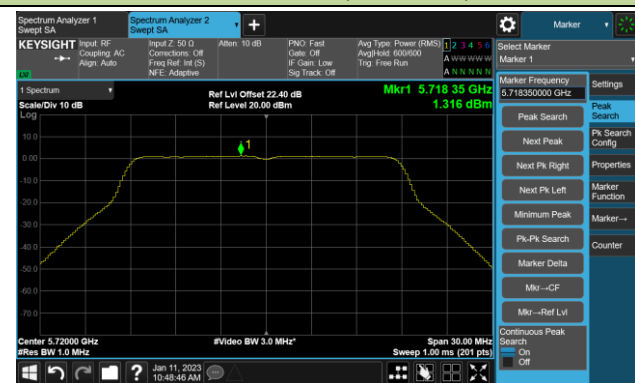 Spectrum Analyzer 1
Swept SA
Spectrum Analyzer 2
Swept SA
Marker
KEYSIGHT
Input: RF
Coupling: AC
Align: Auto
Input Z: 50 Ω
Corrections: Off
Freq Ref: Int (S)
NFE: Adaptive
Atten: 10 dB
PNO: Fast
Gate: Off
IF Gain: Low
Sig Track: Off
Avg Type: Power (RMS)
Avg|Hold: 600/600
Trig: Free Run
1 2 3 4 5 6
A W W W W W
A N N N N N
Select Marker
Marker 1
1 Spectrum
Scale/Div 10 dB
Log
Ref Lvl Offset 22.40 dB
Ref Level 20.00 dBm
Mkr1 5.718 35 GHz
1.316 dBm
10.0
0.00
-10.0
-20.0
-30.0
-40.0
-50.0
-60.0
-70.0
1
Center 5.72000 GHz
#Res BW 1.0 MHz
#Video BW 3.0 MHz*
Span 30.00 MHz
Sweep 1.00 ms (201 pts)
Marker Frequency
5.718350000 GHz
Peak Search
Next Peak
Next Pk Right
Next Pk Left
Minimum Peak
Pk-Pk Search
Marker Delta
Mkr→CF
Mkr→Ref Lvl
Continuous Peak
Search
On
Off
Settings
Peak
Search
Pk Search
Config
Properties
Marker
Function
Marker→
Counter
?
Jan 11, 2023
10:48:46 AM